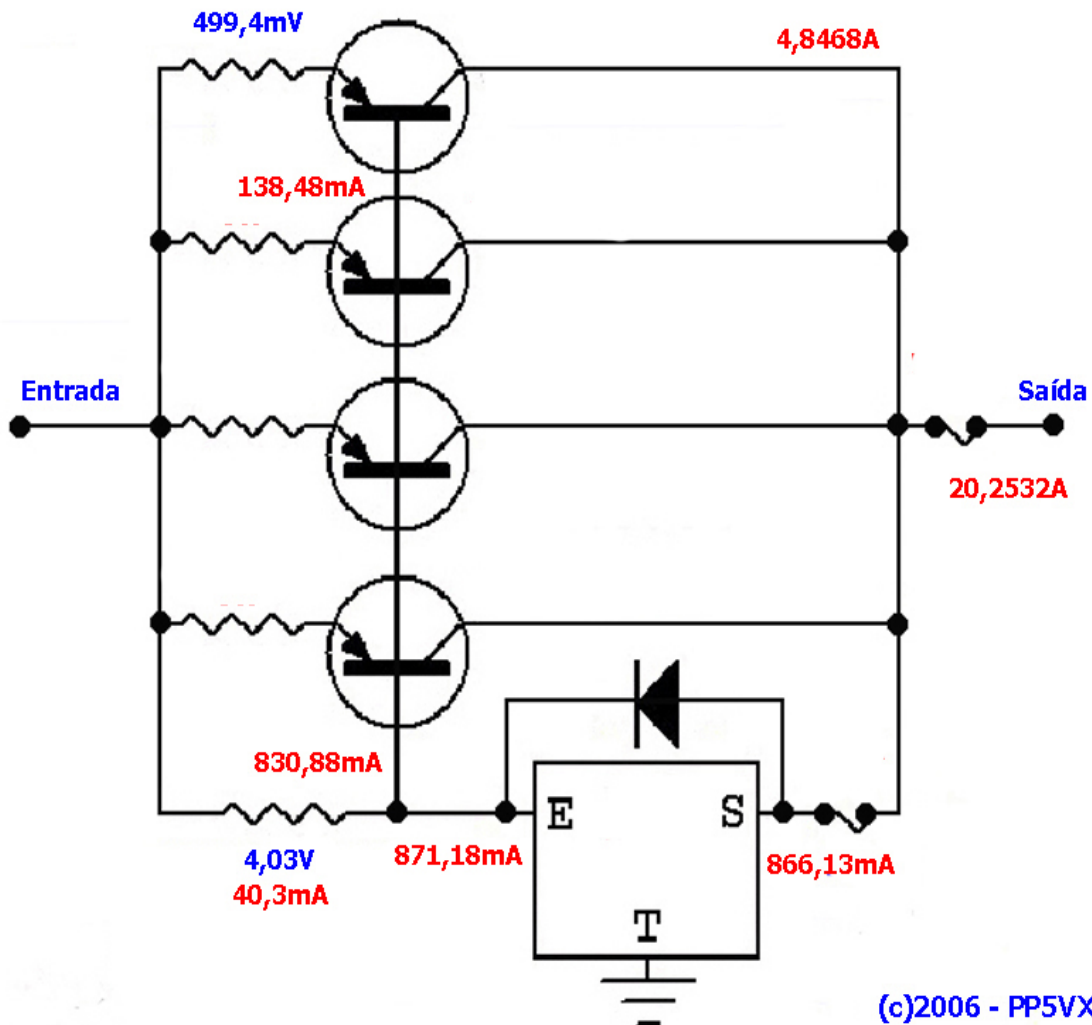 499,4mV
4,8468A
138,48mA
Entrada
Saída
20,2532A
830,88mA
E
S
4,03V
40,3mA
871,18mA
866,13mA
T
(c)2006 - PP5VX